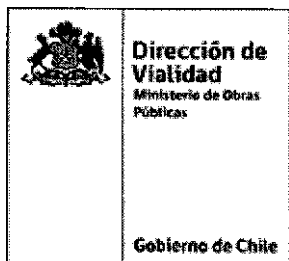 Dirección de
Vialidad
Ministerio de Obras
Públicas
Gobierno de Chile